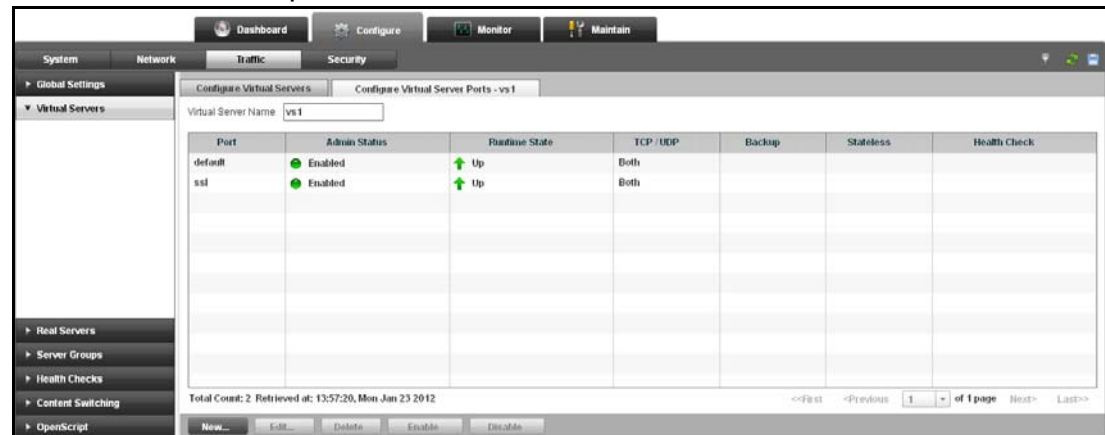 Dashboard Configure Monitor Maintain
System Network Traffic Security
Global Settings
Configure Virtual Servers Configure Virtual Server Ports - vs1
Virtual Servers
Virtual Server Name vs1
Port Admin Status Runtime State TCP / UDP Backup Stateless Health Check
default Enabled Up Both
ssl Enabled Up Both
Real Servers
Server Groups
Health Checks
Content Switching
OpenScript
Total Count: 2 Retrieved at: 13:57:20, Mon Jan 23 2012
<<First <Previous 1 of 1 page Next> Last>>
New... Edit... Delete Enable Disable